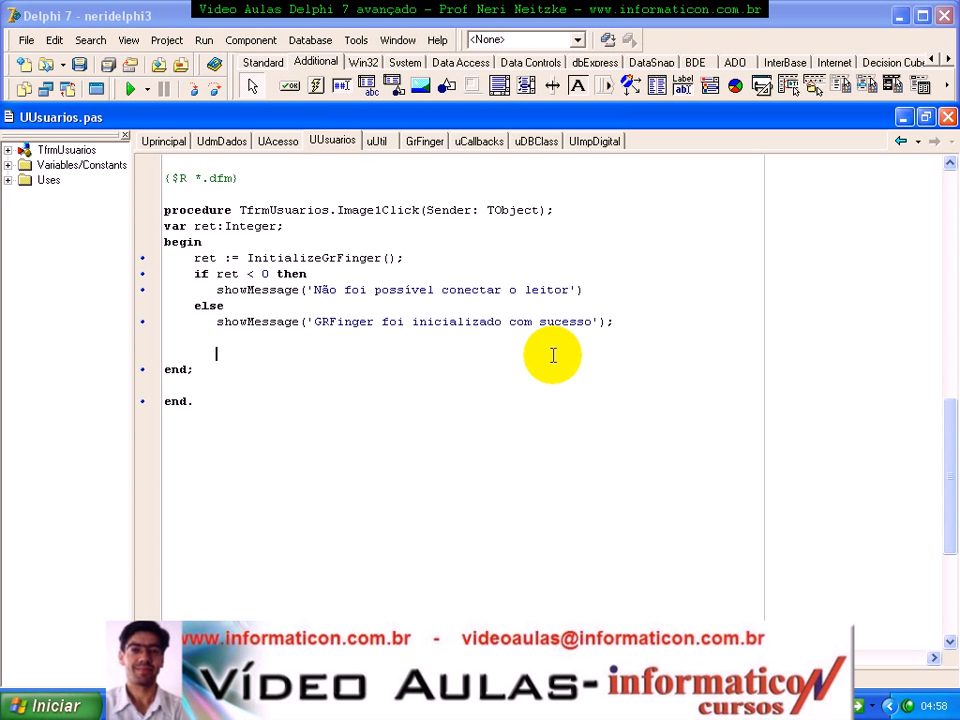 Video Aulas Delphi 7 avançado – Prof Neri Neitzke – www.informaticon.com.br
Delphi 7 - neridelphi3
File Edit Search View Project Run Component Database Tools Window Help <None>
Standard Additional Win32 System Data Access Data Controls dbExpress DataSnap BDE ADO InterBase Internet Decision Cube
UUsuarios.pas
Uprincipal UdmDados UAcesso UUsuarios uUtil GrFinger uCallbacks uDBClass UImpDigital
TfrmUsuarios
Variables/Constants
Uses
{$R *.dfm}
procedure TfrmUsuarios.Image1Click(Sender: TObject);
var ret:Integer;
begin
ret := InitializeGrFinger();
if ret < 0 then
showMessage('Não foi possível conectar o leitor')
else
showMessage('GRFinger foi inicializado com sucesso');
end;
end.
www.informaticon.com.br - videoaulas@informaticon.com.br
VÍDEO AULAS- informaticoN
cursos
Iniciar 04:58